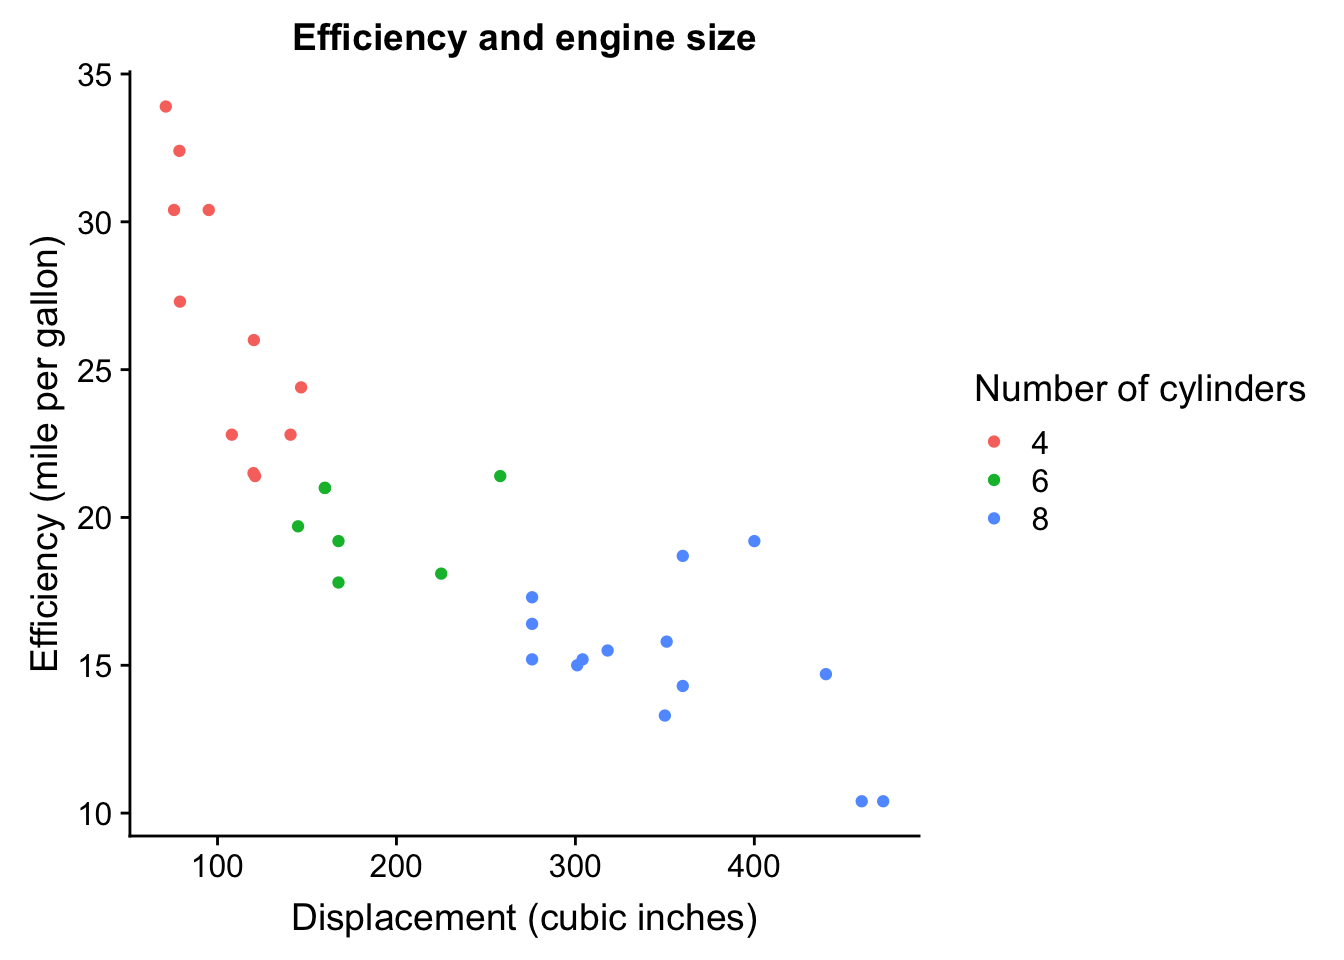 Efficiency and engine size
35
30
25
20
15
10
Efficiency (mile per gallon)
100 200 300 400
Displacement (cubic inches)
Number of cylinders
4
6
8